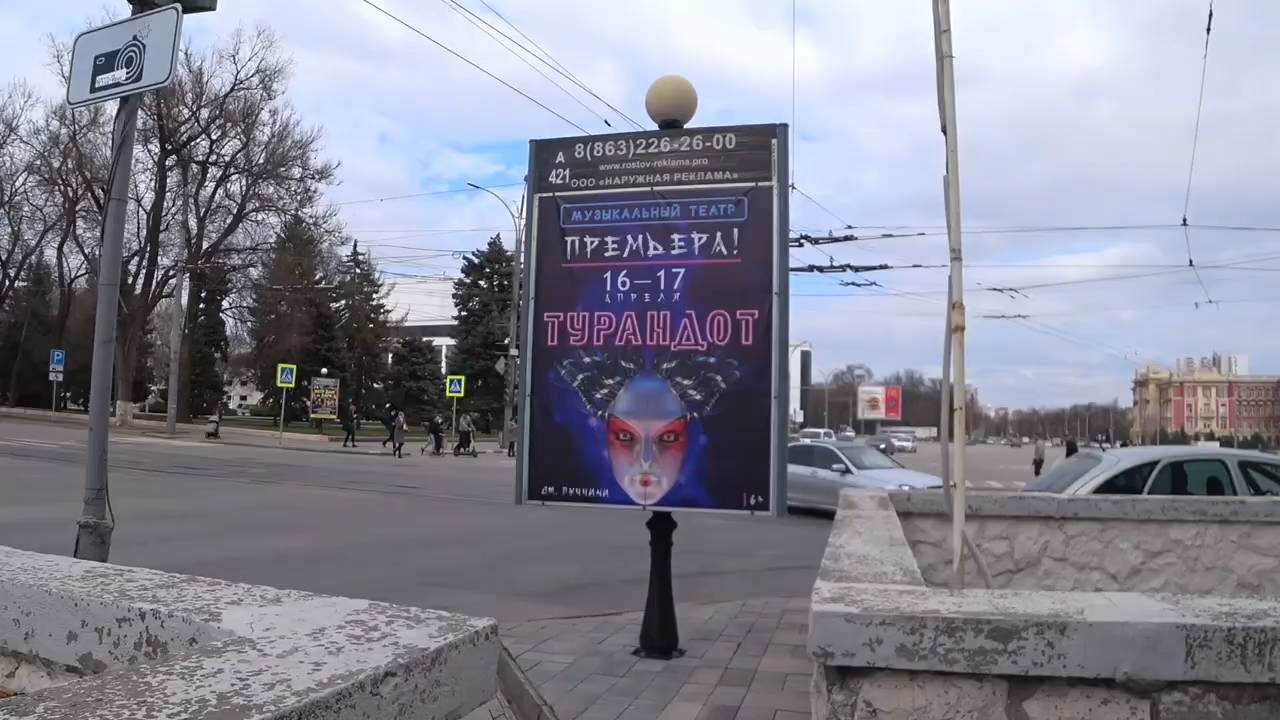 8(863)226-26-00
А
421
www.rostov-reklama.pro
ООО «НАРУЖНАЯ РЕКЛАМА»
МУЗЫКАЛЬНЫЙ ТЕАТР
ПРЕМЬЕРА!
16–17
АПРЕЛЯ
ТУРАНДОТ
ДЖ. ПУЧЧИНИ
6+
P